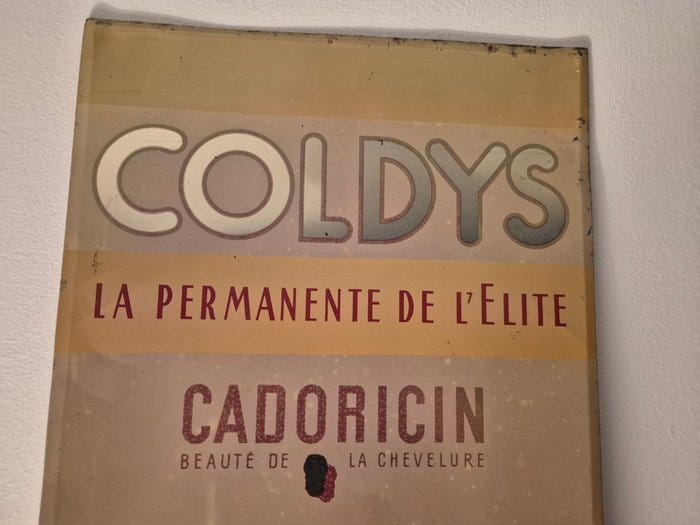 COLDYS
LA PERMANENTE DE L'ELITE
CADORICIN
BEAUTÉ DE LA CHEVELURE